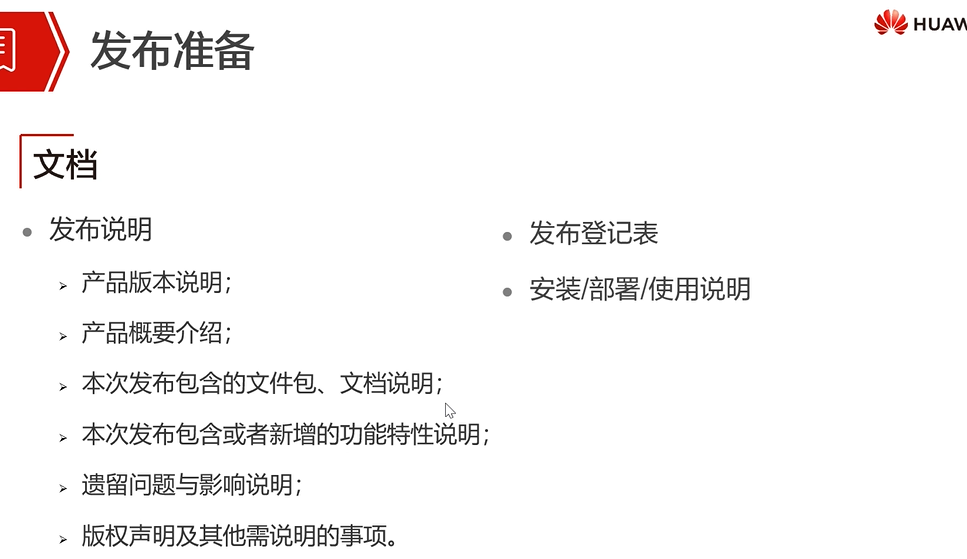 发布准备
HUAW
文档
发布说明
产品版本说明；
产品概要介绍；
本次发布包含的文件包、文档说明；
本次发布包含或者新增的功能特性说明；
遗留问题与影响说明；
版权声明及其他需说明的事项。
发布登记表
安装/部署/使用说明